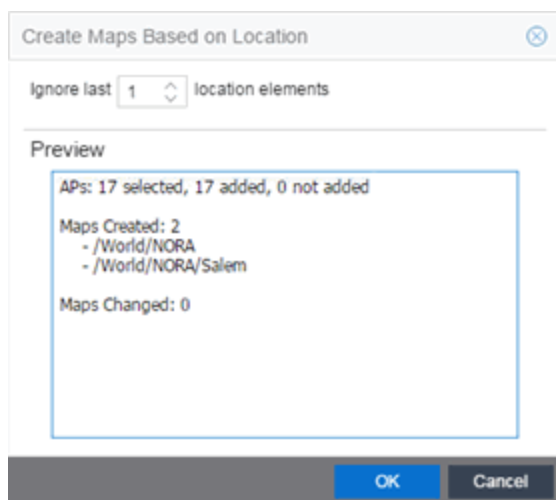 Create Maps Based on Location
Ignore last 1 location elements
Preview
APs: 17 selected, 17 added, 0 not added
Maps Created: 2
- /World/NORA
- /World/NORA/Salem
Maps Changed: 0
OK Cancel